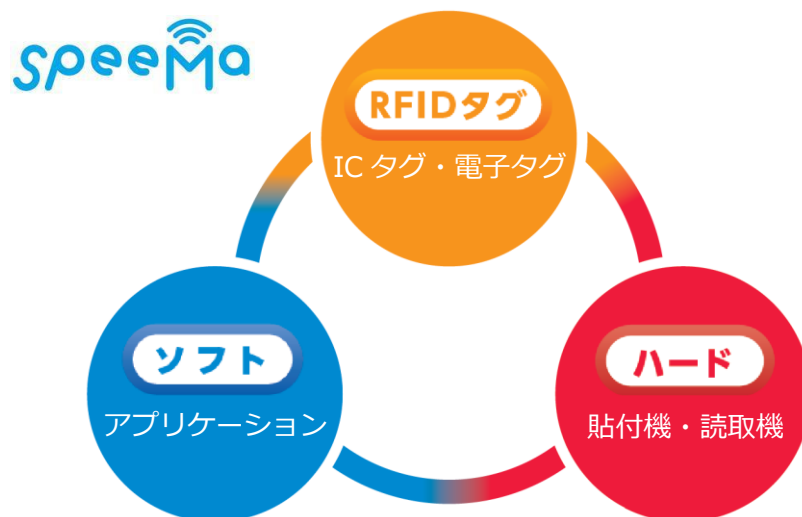 speeMa
RFIDタグ
ICタグ・電子タグ
ソフト
アプリケーション
ハード
貼付機・読取機